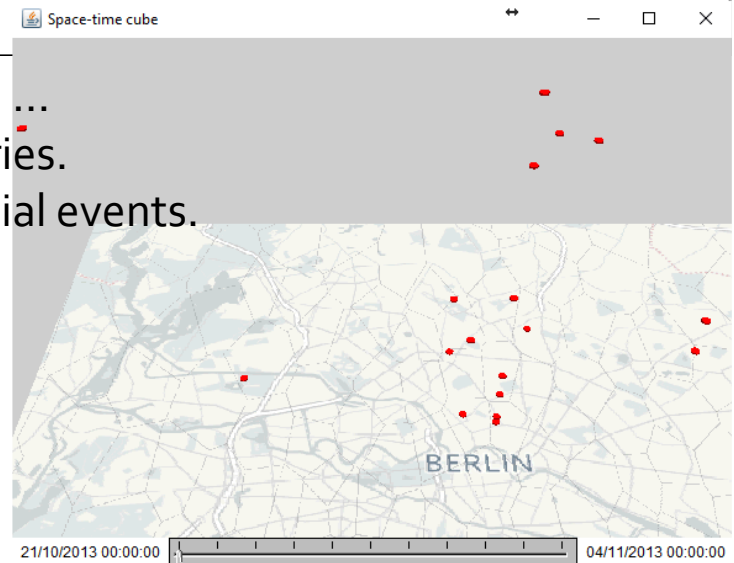 Space-time cube
...
ies.
ial events.
BERLIN
21/10/2013 00:00:00 04/11/2013 00:00:00